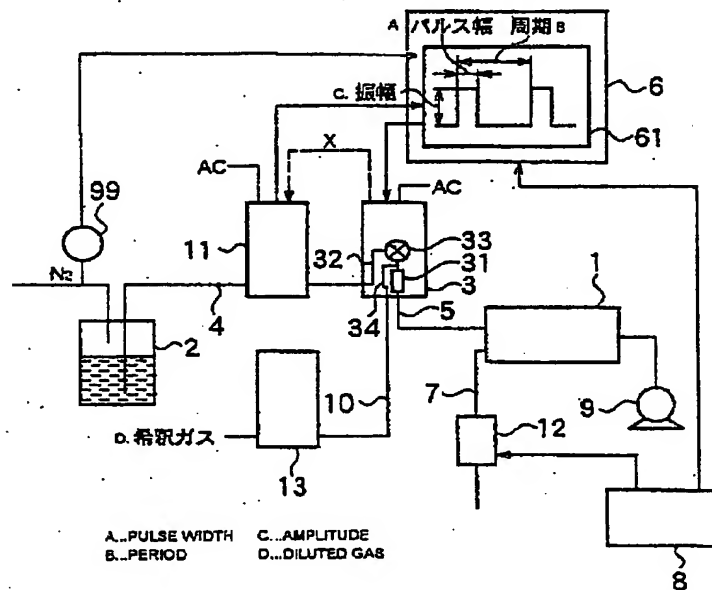 A パルス幅 周期 B
C. 振幅
6
61
X
AC
AC
99
11
32
33
31
3
34
5
N2
4
2
1
10
7
9
12
D. 希釈ガス
13
8
A...PULSE WIDTH C...AMPLITUDE
B...PERIOD D...DILUTED GAS